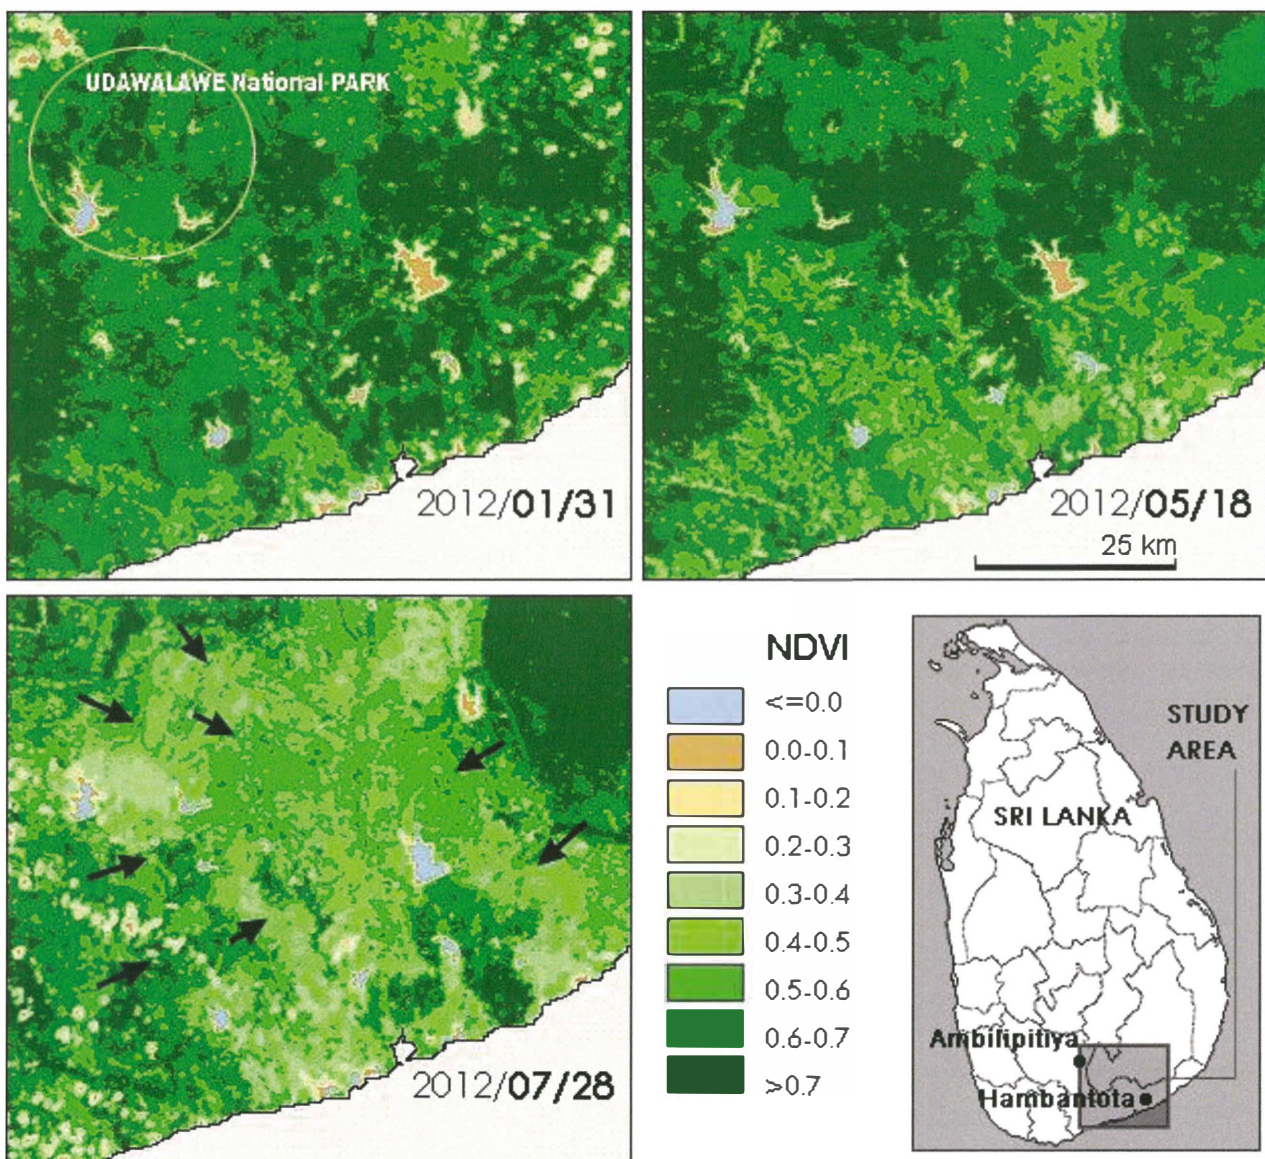 UDAWALAWE National PARK
2012/01/31
2012/05/18
25 km
2012/07/28
NDVI
<=0.0
0.0-0.1
0.1-0.2
0.2-0.3
0.3-0.4
0.4-0.5
0.5-0.6
0.6-0.7
>0.7
STUDY
AREA
SRI LANKA
Ambilipitiya
Hambantota